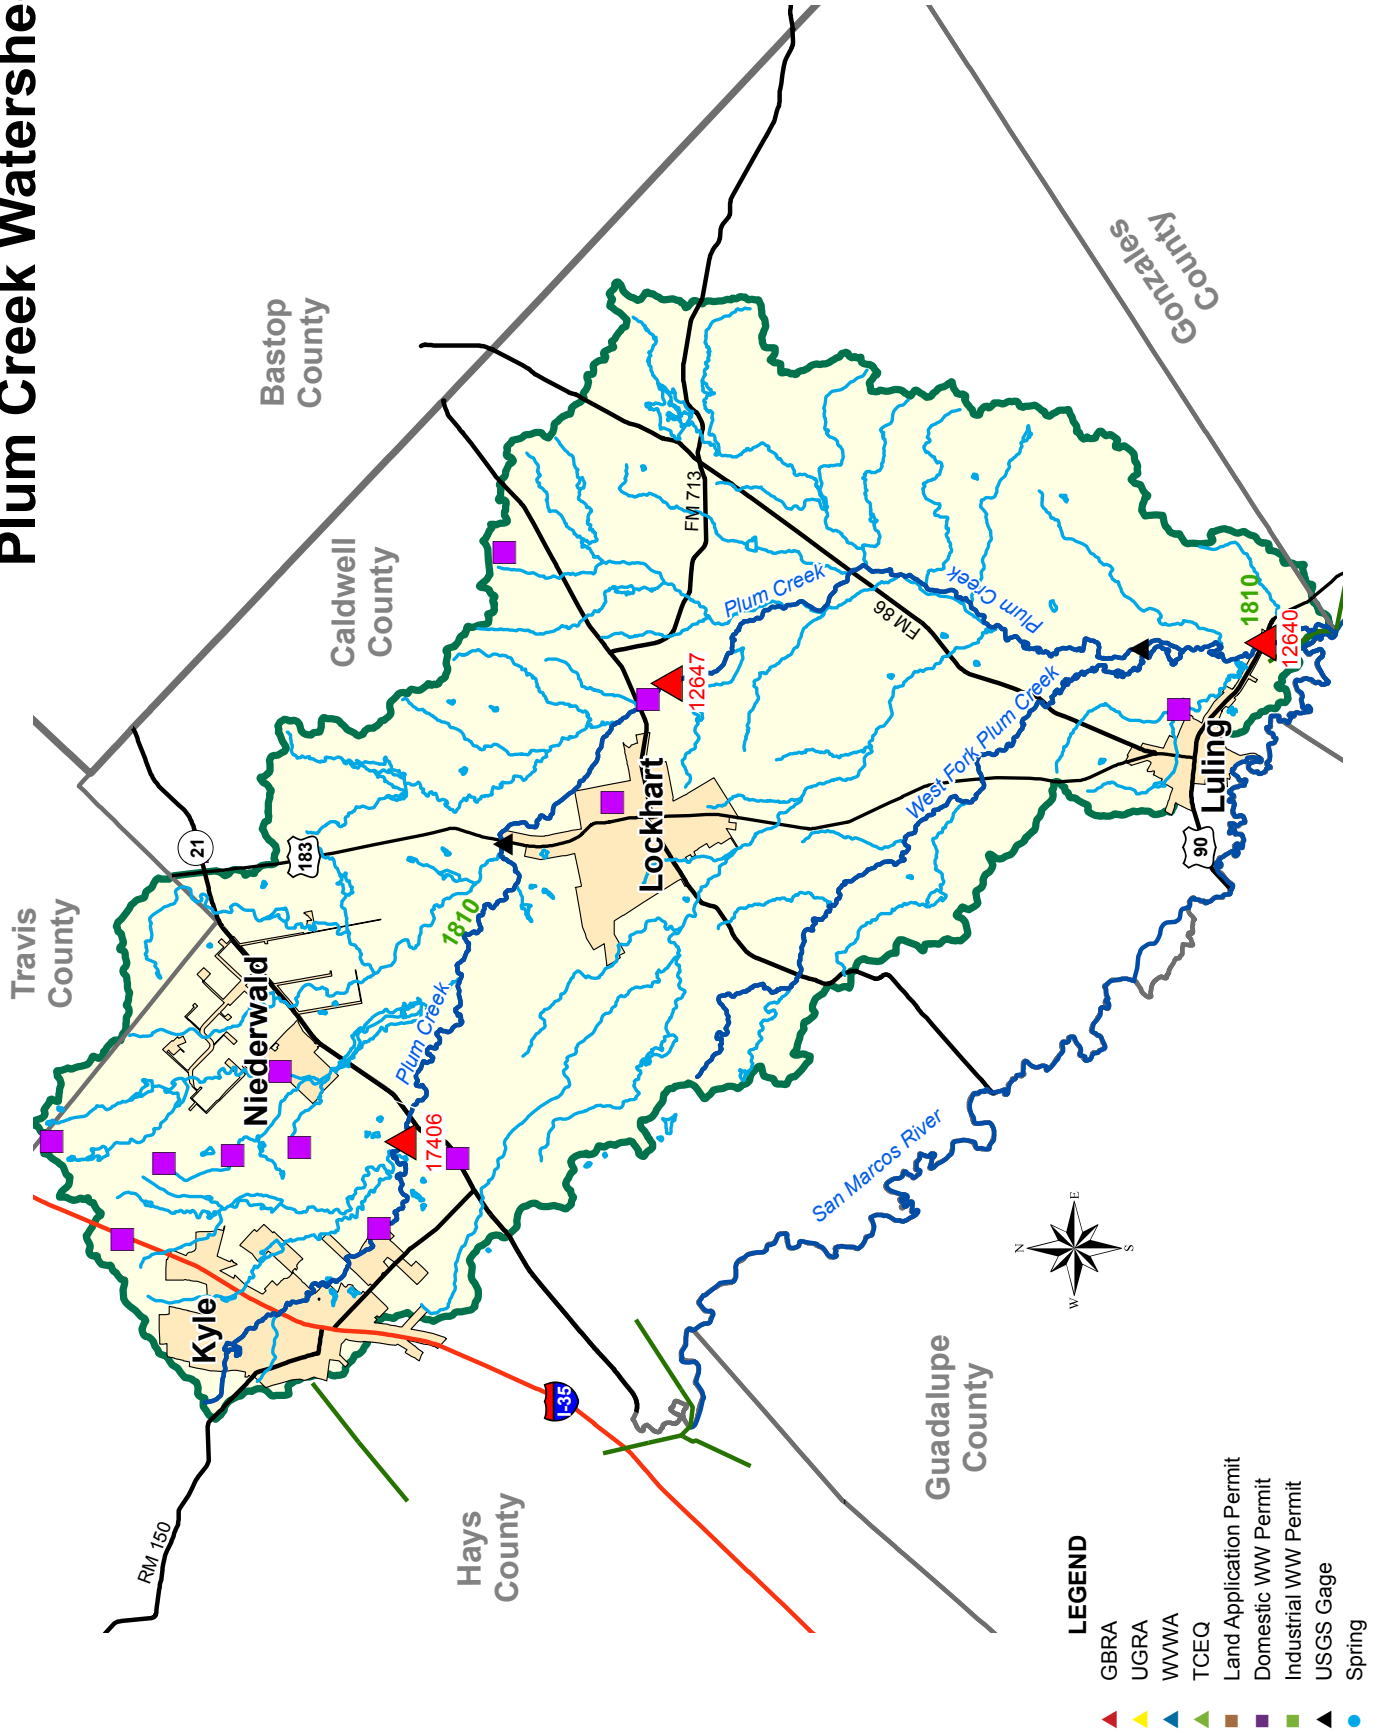 Plum Creek Watershe
Travis
County
Bastop
County
Caldwell
County
Gonzales
County
Hays
County
Guadalupe
County
21
183
Niederwald
Kyle
Lockhart
Luling
90
I-35
RM 150
FM 713
FM 86
1810
1810
Plum Creek
Plum Creek
Plum Creek
West Fork Plum Creek
San Marcos River
17406
12647
12640
N
E
S
W
LEGEND
GBRA
UGRA
WVWA
TCEQ
Land Application Permit
Domestic WW Permit
Industrial WW Permit
USGS Gage
Spring